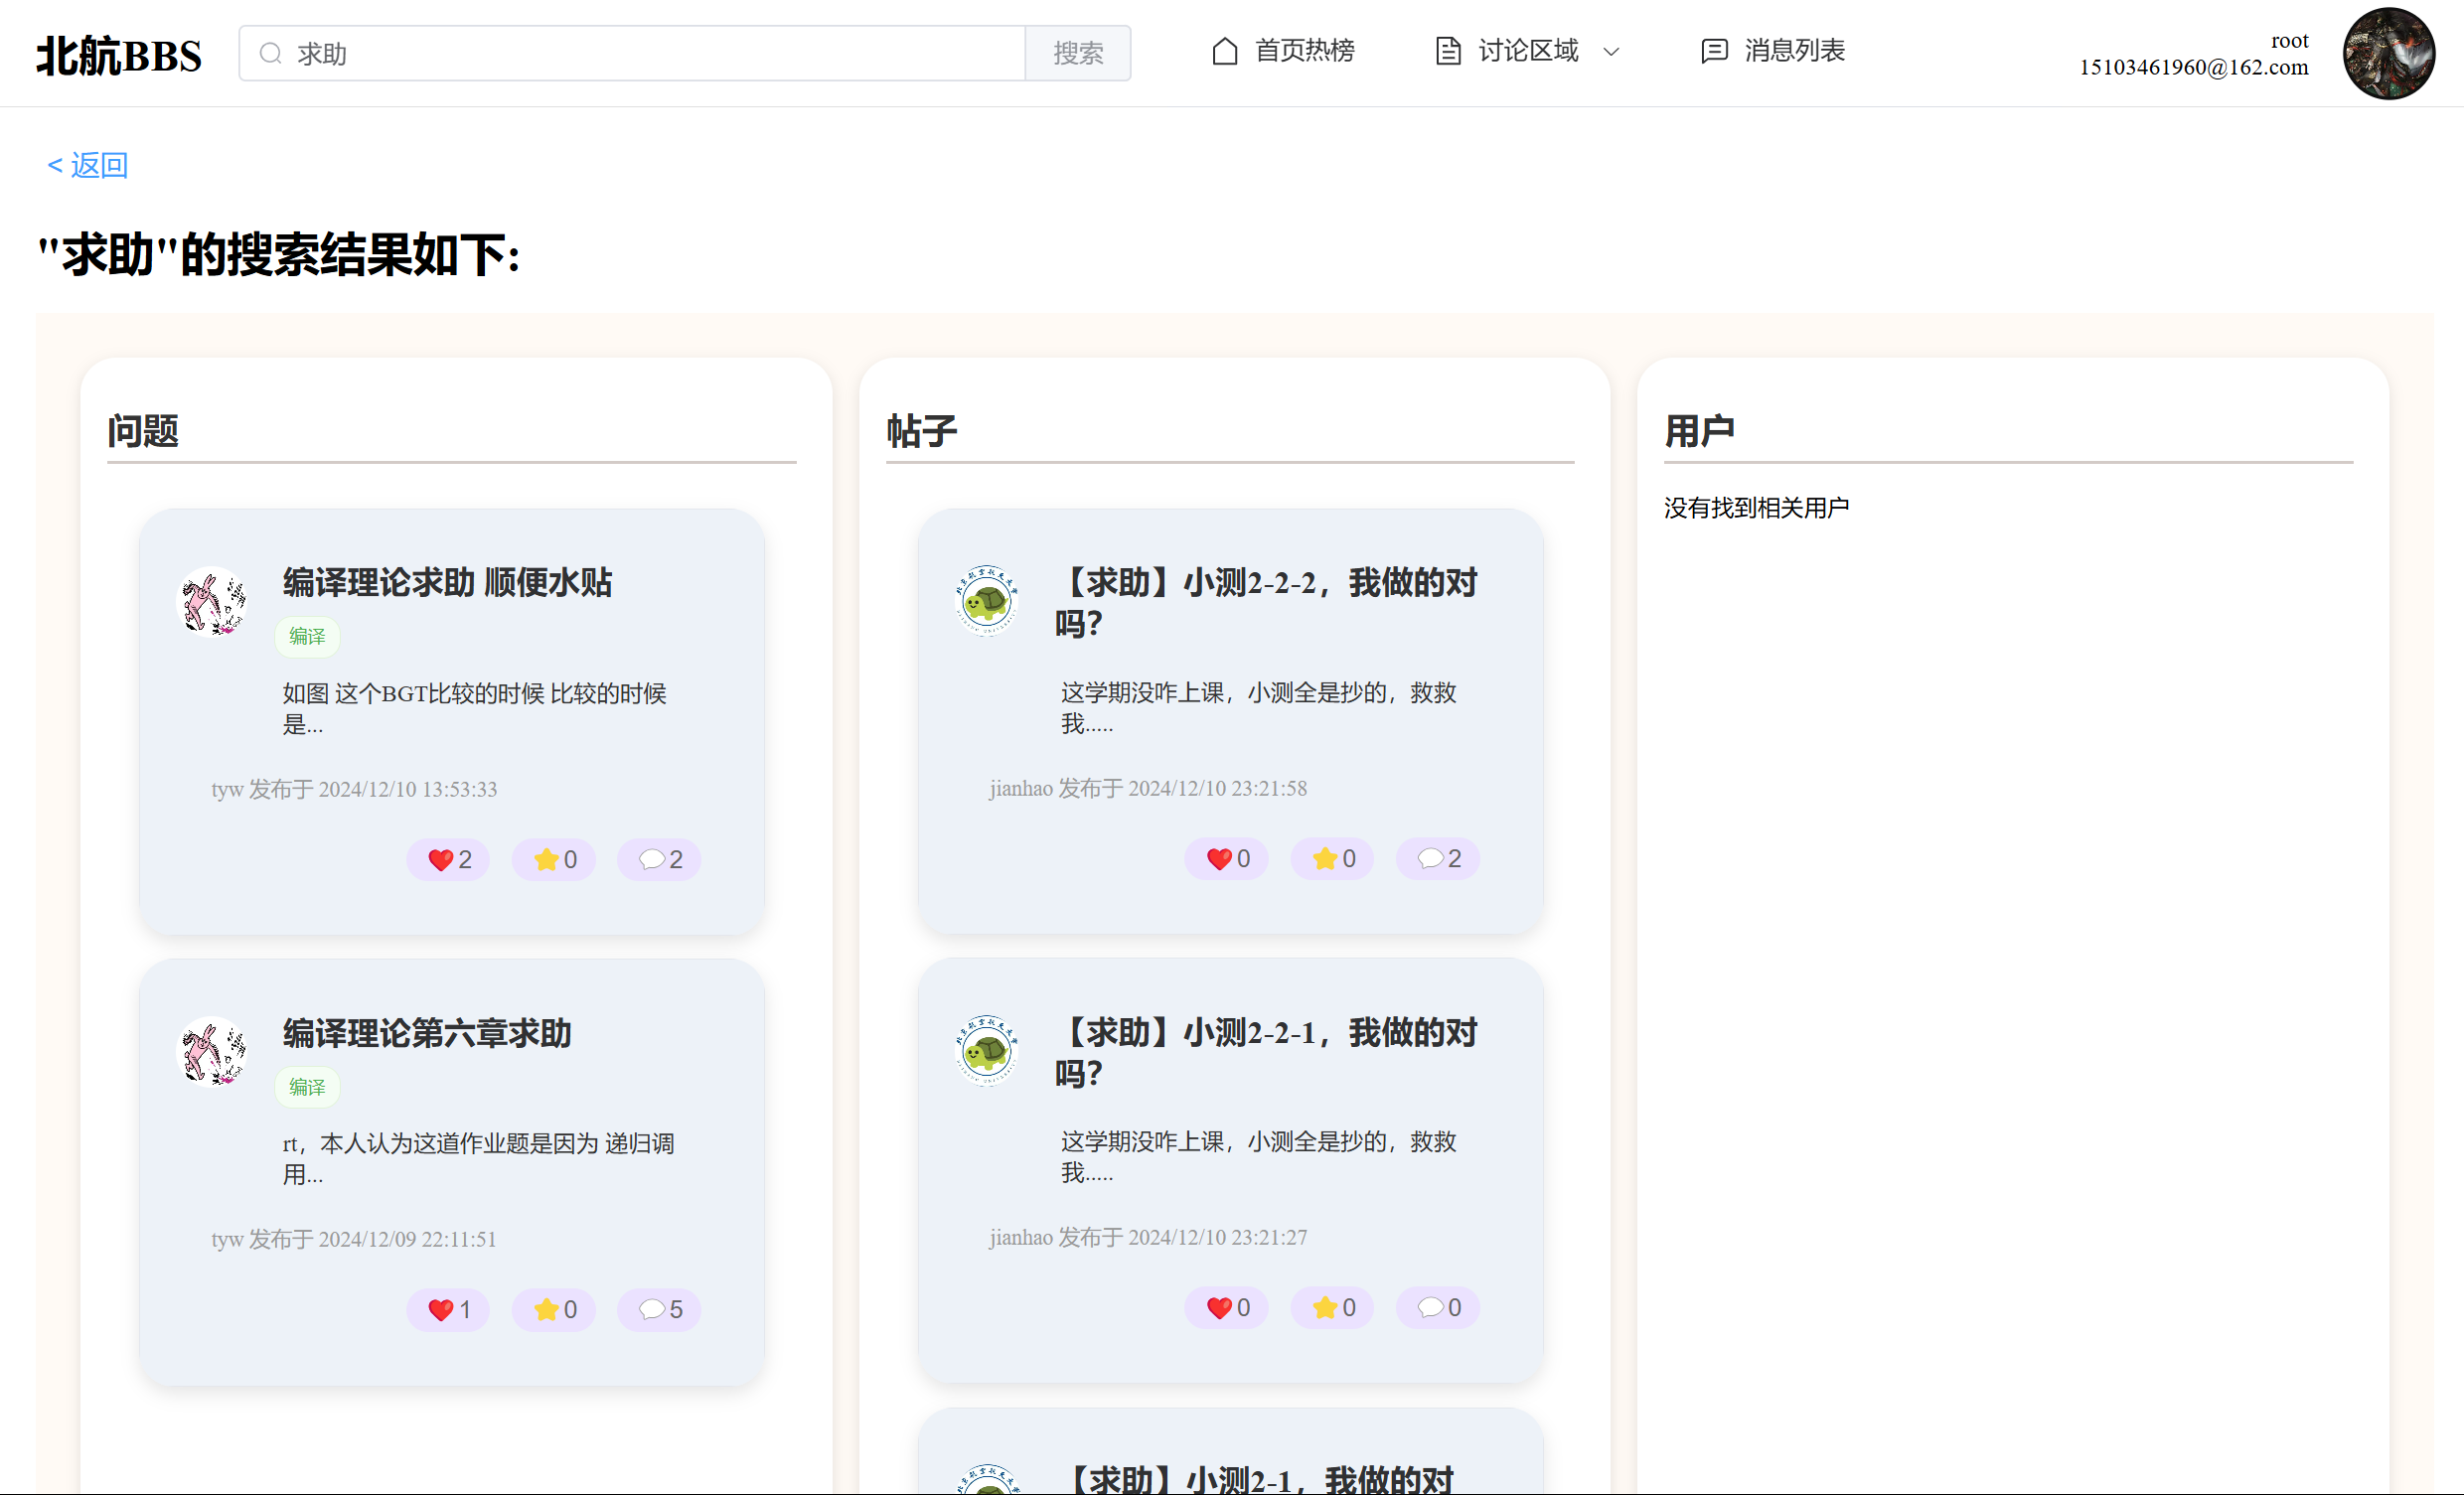 北航BBS
求助
搜索
首页热榜
讨论区域
消息列表
root
15103461960@162.com
< 返回
"求助"的搜索结果如下:
问题
编译理论求助 顺便水贴
编译
如图 这个BGT比较的时候 比较的时候
是...
tyw 发布于 2024/12/10 13:53:33
2
0
2
编译理论第六章求助
编译
rt，本人认为这道作业题是因为 递归调
用...
tyw 发布于 2024/12/09 22:11:51
1
0
5
帖子
【求助】小测2-2-2，我做的对
吗？
这学期没咋上课，小测全是抄的，救救
我.....
jianhao 发布于 2024/12/10 23:21:58
0
0
2
【求助】小测2-2-1，我做的对
吗？
这学期没咋上课，小测全是抄的，救救
我.....
jianhao 发布于 2024/12/10 23:21:27
0
0
0
【求助】小测2-1，我做的对
用户
没有找到相关用户